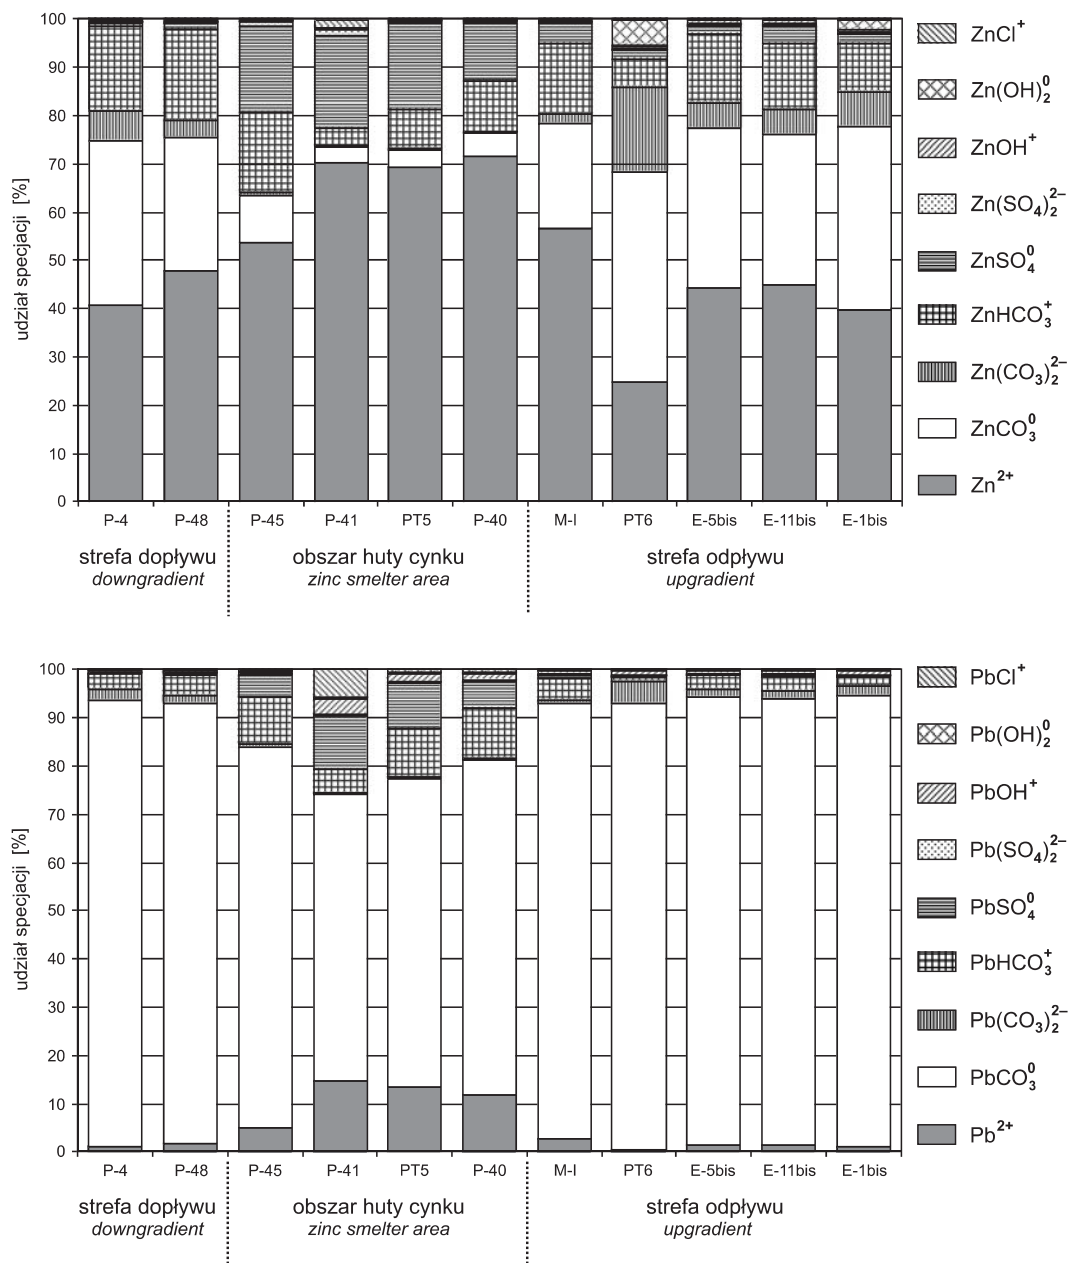 100
90
80
70
60
50
40
30
20
10
0
udział specjacji [%]
P-4 P-48 P-45 P-41 PT5 P-40 M-I PT6 E-5bis E-11bis E-1bis
strefa dopływu obszar huty cynku strefa odpływu
downgradient zinc smelter area upgradient
ZnCl⁺
Zn(OH)₂⁰
ZnOH⁺
Zn(SO₄)₂²⁻
ZnSO₄⁰
ZnHCO₃⁺
Zn(CO₃)₂²⁻
ZnCO₃⁰
Zn²⁺
100
90
80
70
60
50
40
30
20
10
0
udział specjacji [%]
P-4 P-48 P-45 P-41 PT5 P-40 M-I PT6 E-5bis E-11bis E-1bis
strefa dopływu obszar huty cynku strefa odpływu
downgradient zinc smelter area upgradient
PbCl⁺
Pb(OH)₂⁰
PbOH⁺
Pb(SO₄)₂²⁻
PbSO₄⁰
PbHCO₃⁺
Pb(CO₃)₂²⁻
PbCO₃⁰
Pb²⁺